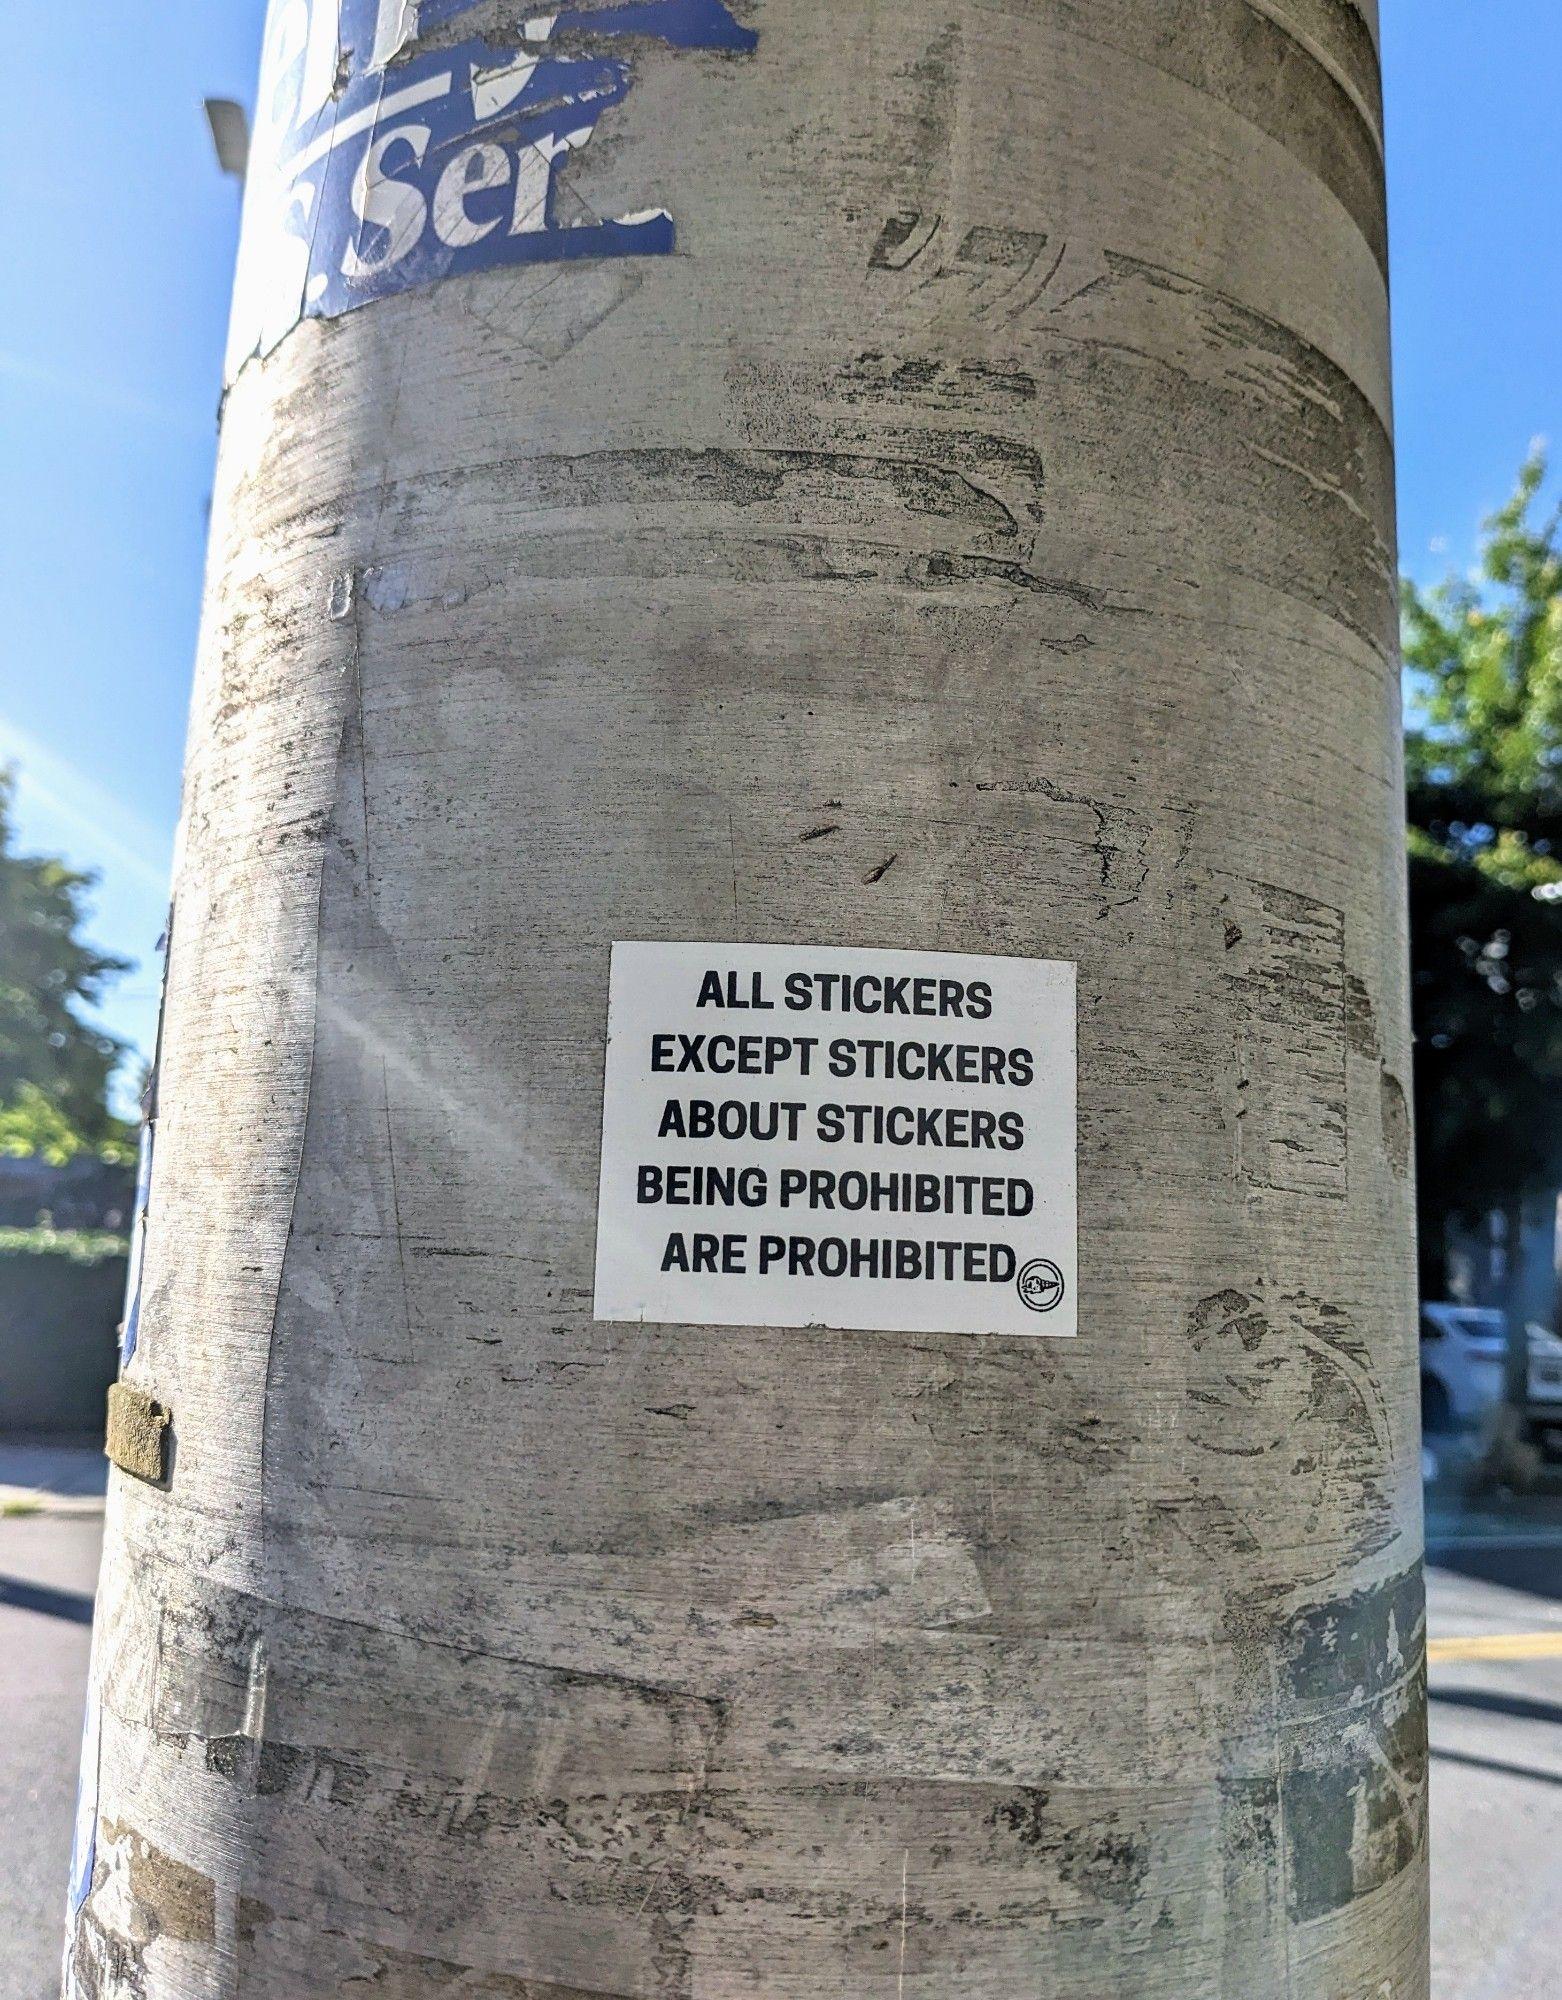 Ser
ALL STICKERS
EXCEPT STICKERS
ABOUT STICKERS
BEING PROHIBITED
ARE PROHIBITED